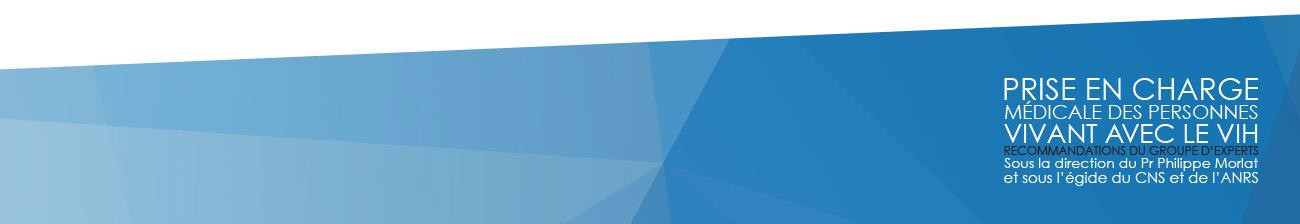 PRISE EN CHARGE
MÉDICALE DES PERSONNES
VIVANT AVEC LE VIH
RECOMMANDATIONS DU GROUPE D'EXPERTS
Sous la direction du Pr Philippe Morlat
et sous l'égide du CNS et de l'ANRS